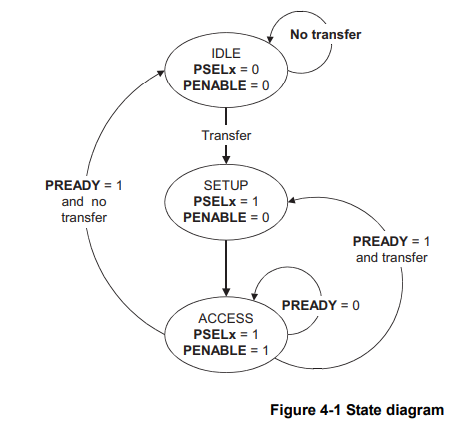 No transfer
IDLE
PSELx = 0
PENABLE = 0
Transfer
PREADY = 1
and no
transfer
SETUP
PSELx = 1
PENABLE = 0
PREADY = 1
and transfer
PREADY = 0
ACCESS
PSELx = 1
PENABLE = 1
Figure 4-1 State diagram